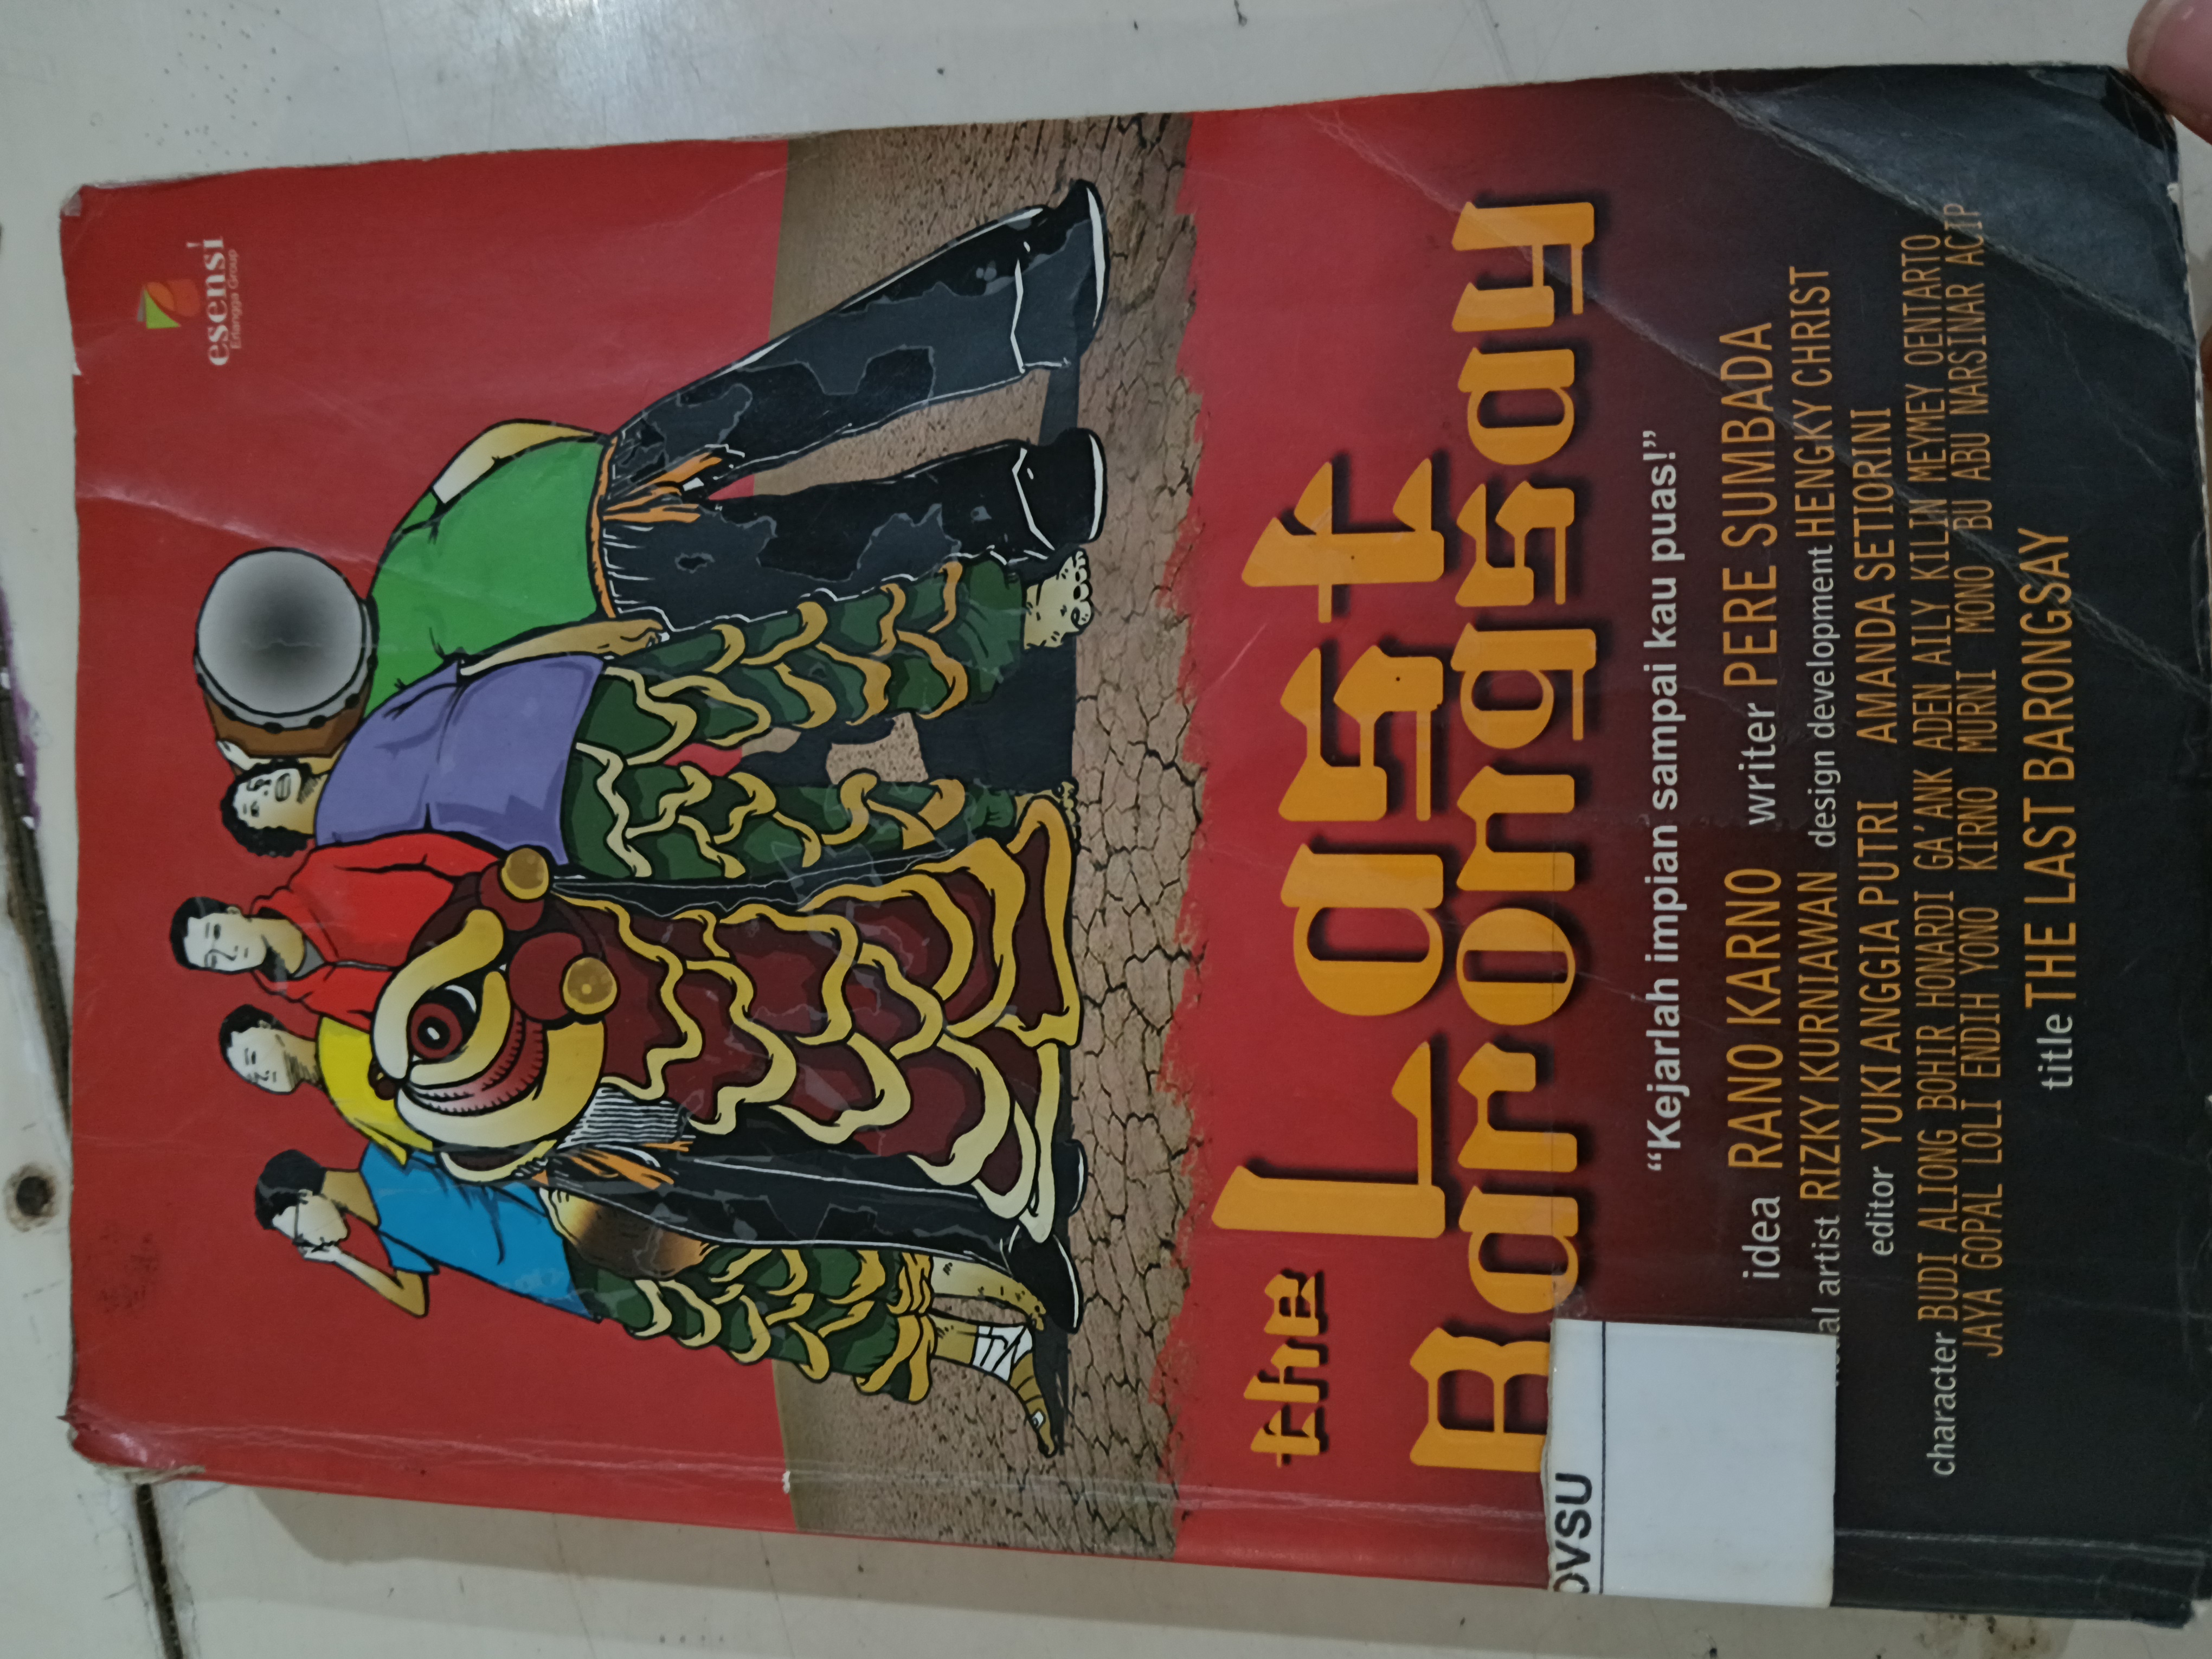 esensi
Erlangga Group
the Last
Barongsay
“Kejarlah impian sampai kau puas!”
idea RANO KARNO writer PERE SUMBADA
al artist RIZKY KURNIAWAN design development HENGKY CHRIST
editor YUKI ANGGIA PUTRI AMANDA SETIORINI
character BUDI ALIONG BOHIR HONARDI GA'ANK ADEN AILY KILIN MEYMEY OENTARTO
JAYA GOPAL LOLI ENDIH YONO KIRNO MURNI MONO BU ABU NARSINAR ACIP
title THE LAST BARONGSAY
OVSU